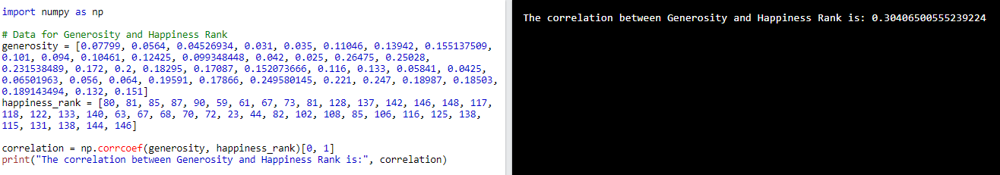 import numpy as np
# Data for Generosity and Happiness Rank
generosity = [0.07799, 0.0564, 0.04526934, 0.031, 0.035, 0.11046, 0.13942, 0.155137509,
0.101, 0.094, 0.10461, 0.12425, 0.099348448, 0.042, 0.025, 0.26475, 0.25028,
0.231538489, 0.172, 0.2, 0.18295, 0.17087, 0.152073666, 0.116, 0.133, 0.05841, 0.0425,
0.06501963, 0.056, 0.064, 0.19591, 0.17866, 0.249580145, 0.221, 0.247, 0.18987, 0.18503,
0.189143494, 0.132, 0.151]
happiness_rank = [80, 81, 85, 87, 90, 59, 61, 67, 73, 81, 128, 137, 142, 146, 148, 117,
118, 122, 133, 140, 63, 67, 68, 70, 72, 23, 44, 82, 102, 108, 85, 106, 116, 125, 138,
115, 131, 138, 144, 146]
correlation = np.corrcoef(generosity, happiness_rank)[0, 1]
print("The correlation between Generosity and Happiness Rank is:", correlation)
The correlation between Generosity and Happiness Rank is: 0.30406500555239224